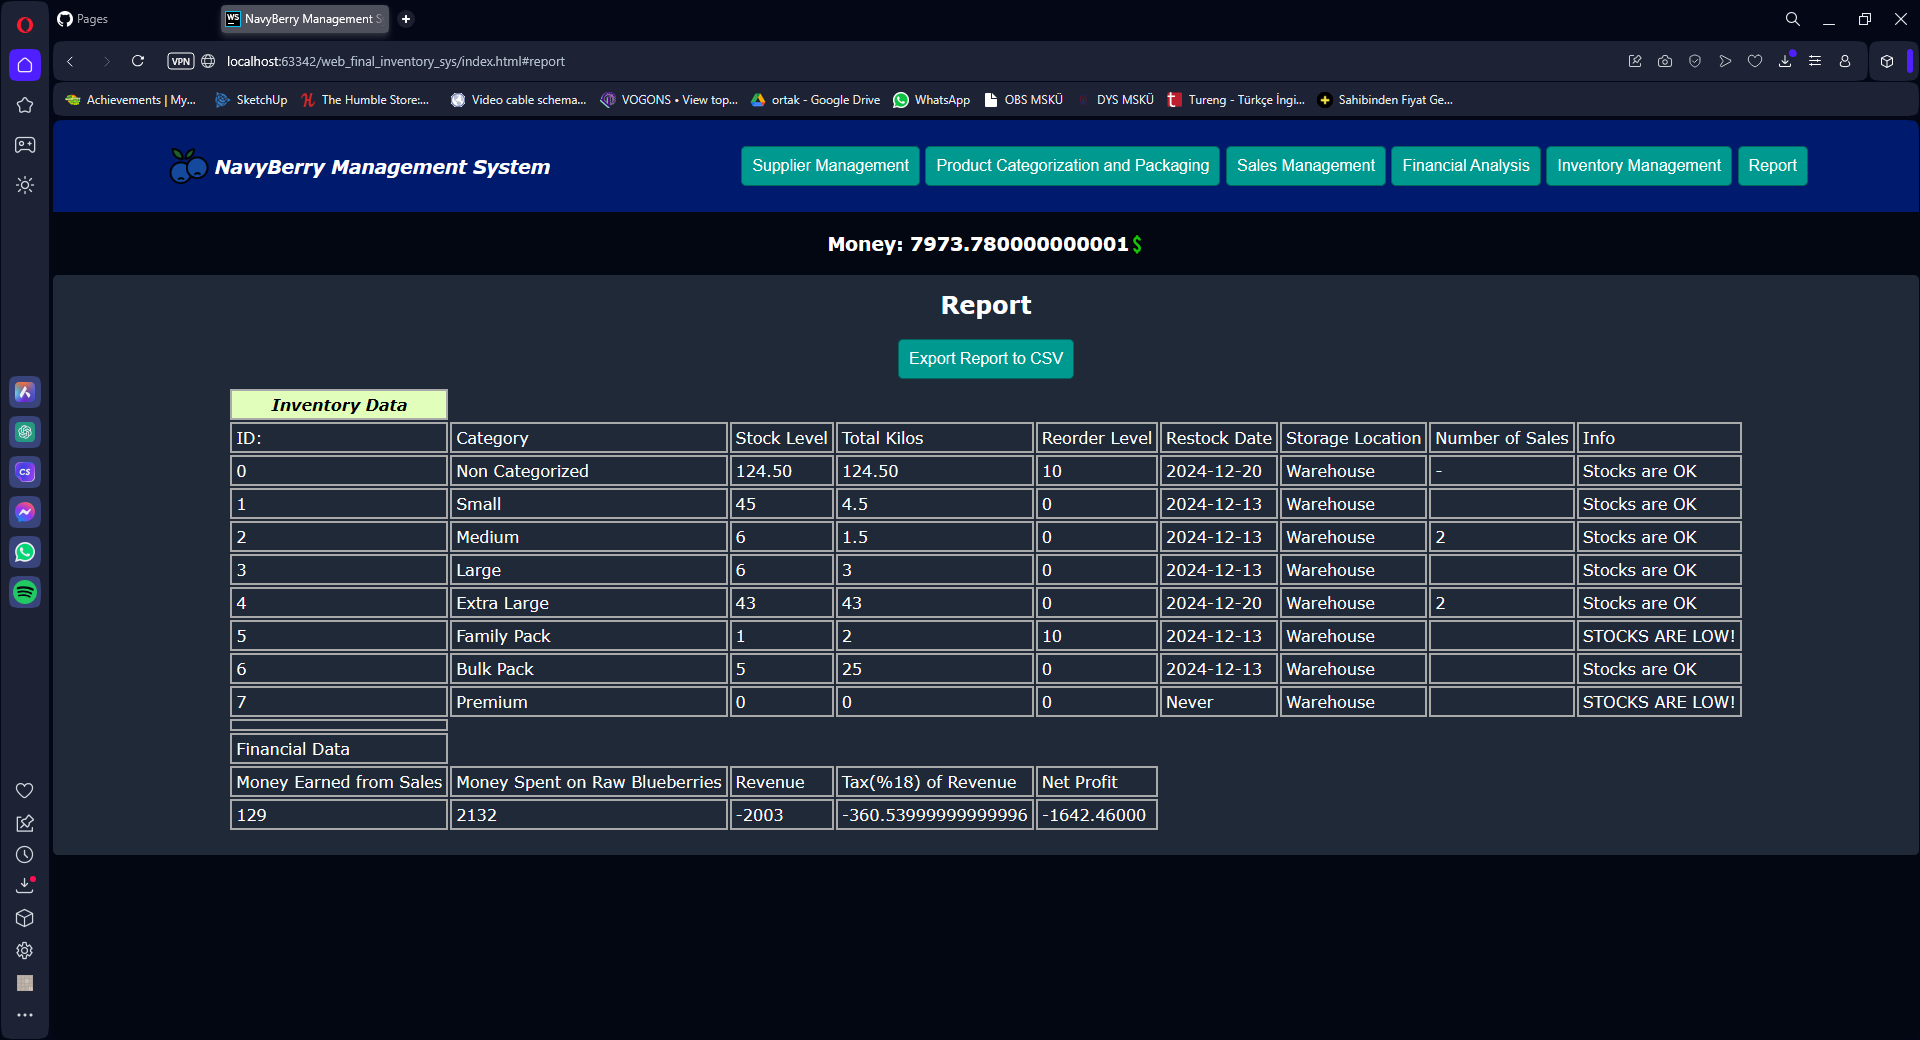 Pages
NavyBerry Management S
VPN localhost:63342/web_final_inventory_sys/index.html#report
Achievements | My... SketchUp The Humble Store:... Video cable schema... VOGONS • View top... ortak - Google Drive WhatsApp OBS MSKÜ DYS MSKÜ Tureng - Türkçe İngi... Sahibinden Fiyat Ge...
NavyBerry Management System
Supplier Management Product Categorization and Packaging Sales Management Financial Analysis Inventory Management Report
Money: 7973.780000000001$
Report
Export Report to CSV
Inventory Data
ID: Category Stock Level Total Kilos Reorder Level Restock Date Storage Location Number of Sales Info
0 Non Categorized 124.50 124.50 10 2024-12-20 Warehouse - Stocks are OK
1 Small 45 4.5 0 2024-12-13 Warehouse Stocks are OK
2 Medium 6 1.5 0 2024-12-13 Warehouse 2 Stocks are OK
3 Large 6 3 0 2024-12-13 Warehouse Stocks are OK
4 Extra Large 43 43 0 2024-12-20 Warehouse 2 Stocks are OK
5 Family Pack 1 2 10 2024-12-13 Warehouse STOCKS ARE LOW!
6 Bulk Pack 5 25 0 2024-12-13 Warehouse Stocks are OK
7 Premium 0 0 0 Never Warehouse STOCKS ARE LOW!
Financial Data
Money Earned from Sales Money Spent on Raw Blueberries Revenue Tax(%18) of Revenue Net Profit
129 2132 -2003 -360.53999999999996 -1642.46000